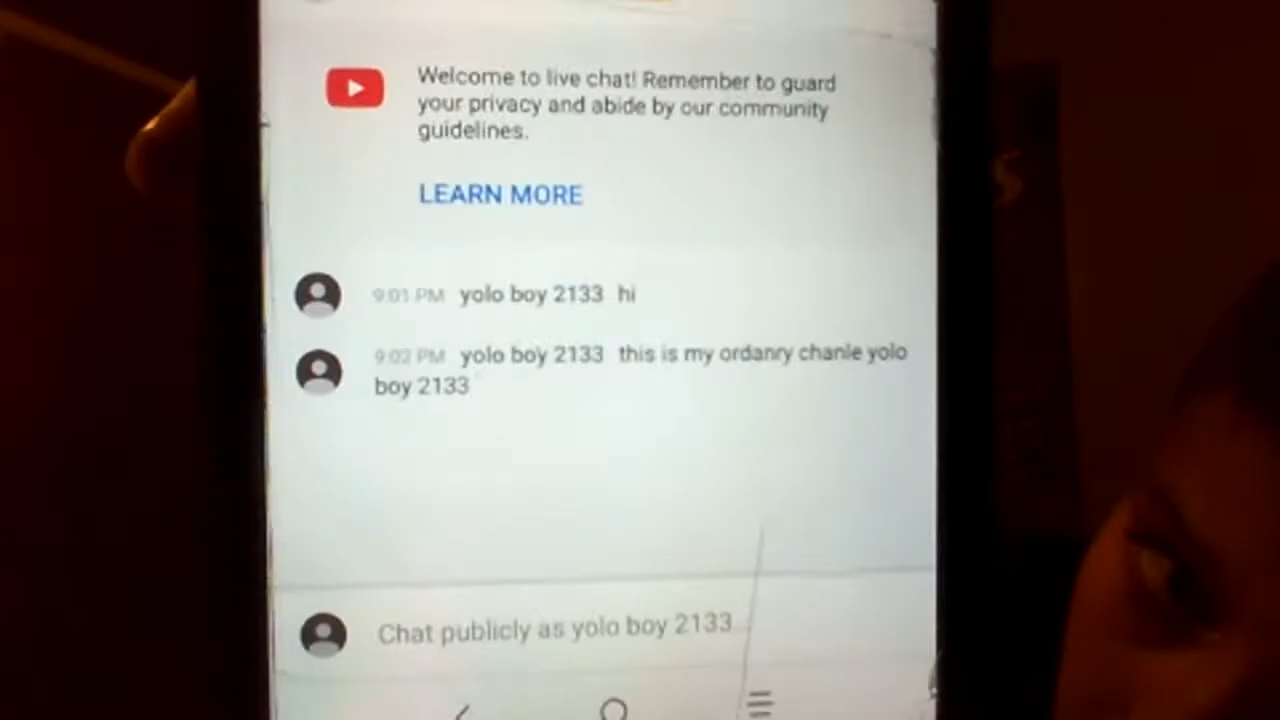 Welcome to live chat! Remember to guard
your privacy and abide by our community
guidelines.
LEARN MORE
9:01 PM yolo boy 2133 hi
9:02 PM yolo boy 2133 this is my ordanry chanle yolo
boy 2133
Chat publicly as yolo boy 2133